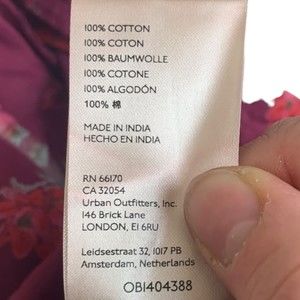 100% COTTON
100% COTON
100% BAUMWOLLE
100% COTONE
100% ALGODÓN
100% 棉
MADE IN INDIA
HECHO EN INDIA
RN 66170
CA 32054
Urban Outfitters, Inc.
146 Brick Lane
LONDON, E1 6RU
Leidsestraat 32, 1017 PB
Amsterdam, Netherlands
OB1404388